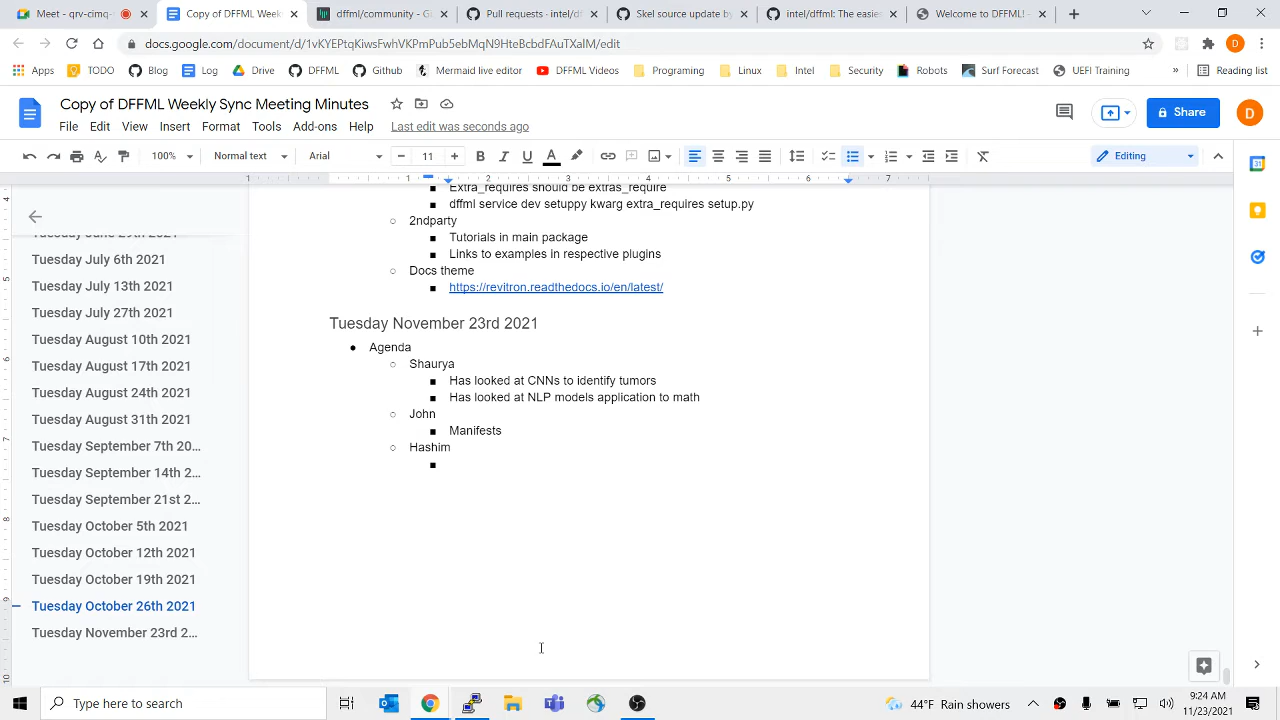 Meet - qrv-qrvd-m
Copy of DFFML Week
dffml/community - G
Pull requests · intel/d
Skel source · intel/df
intel/dffml: The
Welcome to DFFML
docs.google.com/document/d/1vKYEPtqKiwsFwhVKPmPub5ebMqN9HteBcbdFAuTXaIM/edit
Apps
TODO
Blog
Log
Drive
DFFML
Github
Mermaid editor
DFFML Videos
Programing
Linux
Intel
Security
Robots
Surf Forecast
UEFI Training
»
Reading list
Copy of DFFML Weekly Sync Meeting Minutes
File Edit View Insert Format Tools Add-ons Help Last edit was seconds ago
Share
D
100% Normal text Arial 11 Editing
Extra_requires should be extras_require
dffml service dev setuppy kwarg extra_requires setup.py
2ndparty
Tutorials in main package
Links to examples in respective plugins
Docs theme
https://revitron.readthedocs.io/en/latest/
Tuesday November 23rd 2021
Agenda
Shaurya
Has looked at CNNs to identify tumors
Has looked at NLP models application to math
John
Manifests
Hashim
Tuesday June 29th 2021
Tuesday July 6th 2021
Tuesday July 13th 2021
Tuesday July 27th 2021
Tuesday August 10th 2021
Tuesday August 17th 2021
Tuesday August 24th 2021
Tuesday August 31th 2021
Tuesday September 7th 20...
Tuesday September 14th 2...
Tuesday September 21st 2...
Tuesday October 5th 2021
Tuesday October 12th 2021
Tuesday October 19th 2021
Tuesday October 26th 2021
Tuesday November 23rd 2...
Type here to search
44°F Rain showers
9:24 AM
11/23/2021